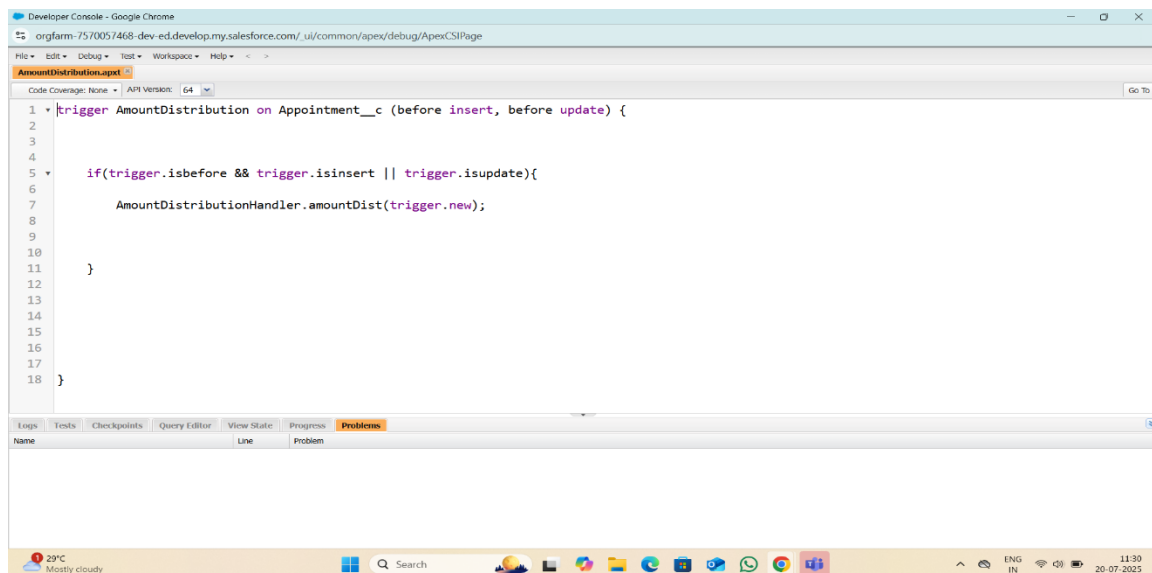 Developer Console - Google Chrome
orgfarm-7570057468-dev-ed.develop.my.salesforce.com/_ui/common/apex/debug/ApexCSIPage
File Edit Debug Test Workspace Help < >
AmountDistribution.apxt
Code Coverage: None API Version: 64 Go To
1 trigger AmountDistribution on Appointment__c (before insert, before update) {
2
3
4
5 if(trigger.isbefore && trigger.isinsert || trigger.isupdate){
6
7 AmountDistributionHandler.amountDist(trigger.new);
8
9
10
11 }
12
13
14
15
16
17
18 }
Logs Tests Checkpoints Query Editor View State Progress Problems
Name Line Problem
1 29°C Search ENG 11:30
Mostly cloudy IN 20-07-2025